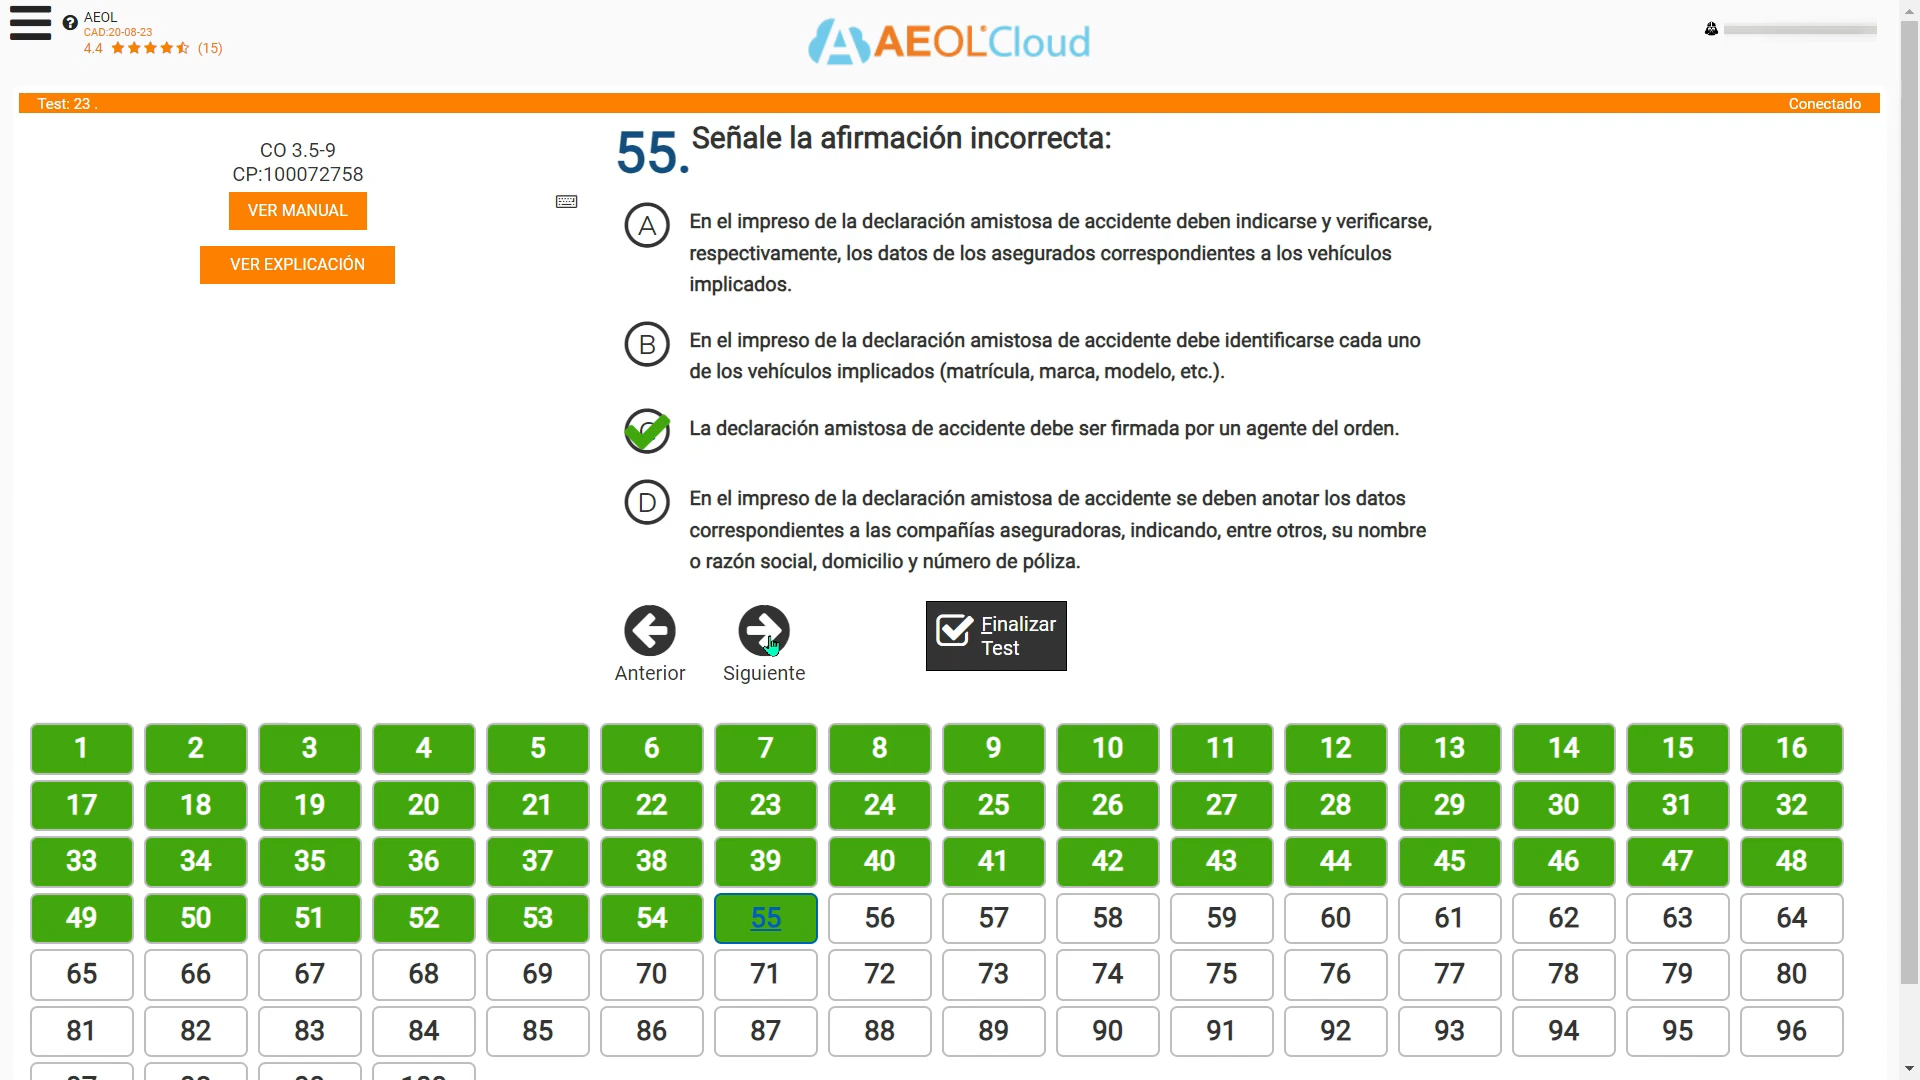 AEOL
CAD:20-08-23
4.4 (15)
AEOL Cloud
Test: 23 .
Conectado
CO 3.5-9
CP:100072758
VER MANUAL
VER EXPLICACIÓN
55. Señale la afirmación incorrecta:
A En el impreso de la declaración amistosa de accidente deben indicarse y verificarse,
respectivamente, los datos de los asegurados correspondientes a los vehículos
implicados.
B En el impreso de la declaración amistosa de accidente debe identificarse cada uno
de los vehículos implicados (matrícula, marca, modelo, etc.).
La declaración amistosa de accidente debe ser firmada por un agente del orden.
D En el impreso de la declaración amistosa de accidente se deben anotar los datos
correspondientes a las compañías aseguradoras, indicando, entre otros, su nombre
o razón social, domicilio y número de póliza.
Anterior
Siguiente
Finalizar
Test
1 2 3 4 5 6 7 8 9 10 11 12 13 14 15 16
17 18 19 20 21 22 23 24 25 26 27 28 29 30 31 32
33 34 35 36 37 38 39 40 41 42 43 44 45 46 47 48
49 50 51 52 53 54 55 56 57 58 59 60 61 62 63 64
65 66 67 68 69 70 71 72 73 74 75 76 77 78 79 80
81 82 83 84 85 86 87 88 89 90 91 92 93 94 95 96